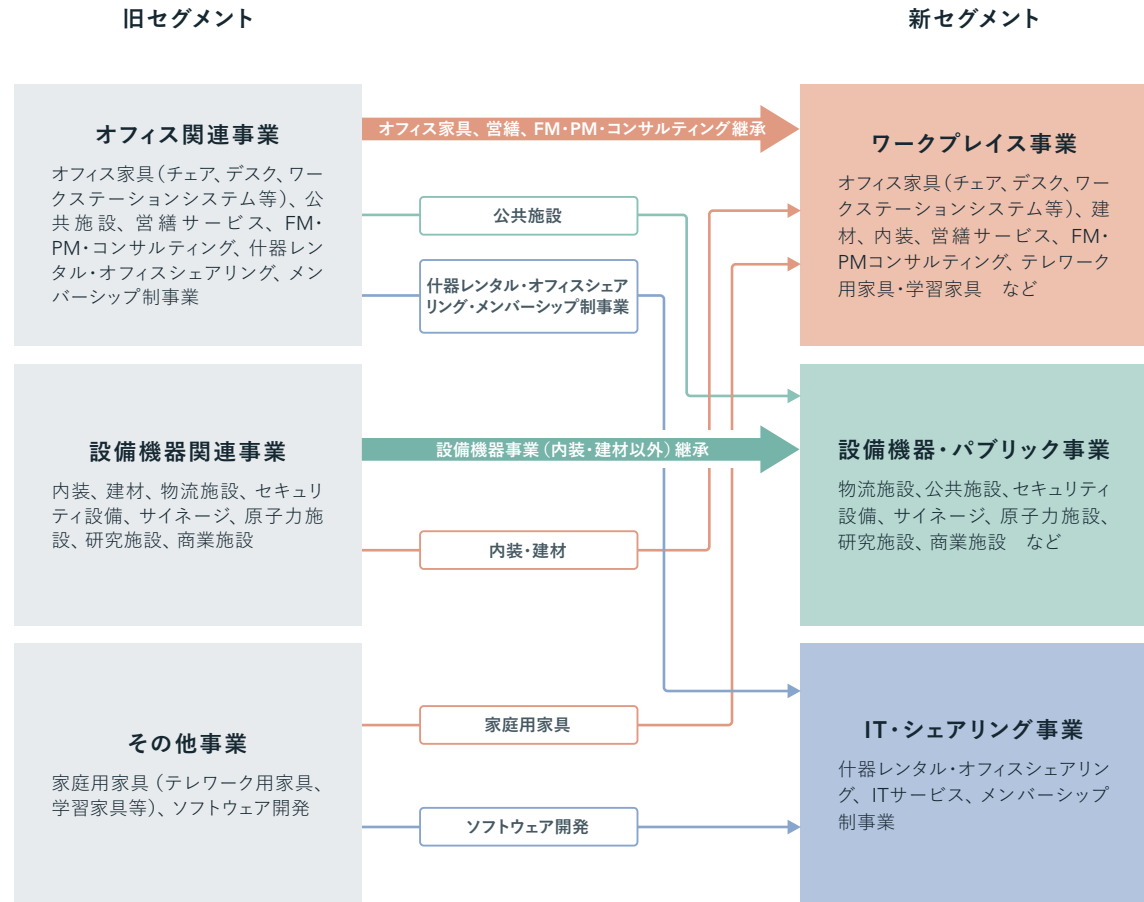 旧セグメント
新セグメント
オフィス関連事業
オフィス家具（チェア、デスク、ワー
クステーションシステム等）、公
共施設、営繕サービス、FM・
PM・コンサルティング、什器レン
タル・オフィスシェアリング、メン
バーシップ制事業
オフィス家具、営繕、FM・PM・コンサルティング継承
公共施設
什器レンタル・オフィスシェア
リング・メンバーシップ制事業
ワークプレイス事業
オフィス家具（チェア、デスク、ワー
クステーションシステム等）、建
材、内装、営繕サービス、FM・
PMコンサルティング、テレワーク
用家具・学習家具　など
設備機器関連事業
内装、建材、物流施設、セキュリ
ティ設備、サイネージ、原子力施
設、研究施設、商業施設
設備機器事業（内装・建材以外）継承
内装・建材
設備機器・パブリック事業
物流施設、公共施設、セキュリティ
設備、サイネージ、原子力施設、
研究施設、商業施設　など
その他事業
家庭用家具（テレワーク用家具、
学習家具等）、ソフトウェア開発
家庭用家具
ソフトウェア開発
IT・シェアリング事業
什器レンタル・オフィスシェアリン
グ、ITサービス、メンバーシップ
制事業